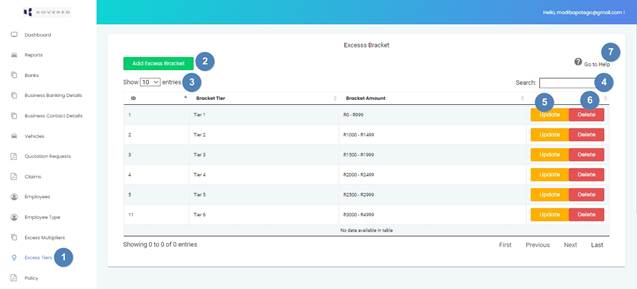 KOVERED
Hello, madibapotego@gmail.com !
Dashboard
Reports
Banks
Business Banking Details
Business Contact Details
Vehicles
Quotation Requests
Claims
Employees
Employee Type
Excess Multipliers
Excess Tiers 1
Policy
Excesss Bracket
Add Excess Bracket 2
7
Go to Help
Show 10 entries 3
Search: 4
ID Bracket Tier Bracket Amount 5 6
1 Tier 1 R0 - R999 Update Delete
2 Tier 2 R1000 - R1499 Update Delete
3 Tier 3 R1500 - R1999 Update Delete
4 Tier 4 R2000 - R2499 Update Delete
5 Tier 5 R2500 - R2999 Update Delete
11 Tier 6 R3000 - R4999 Update Delete
No data available in table
Showing 0 to 0 of 0 entries
First Previous Next Last